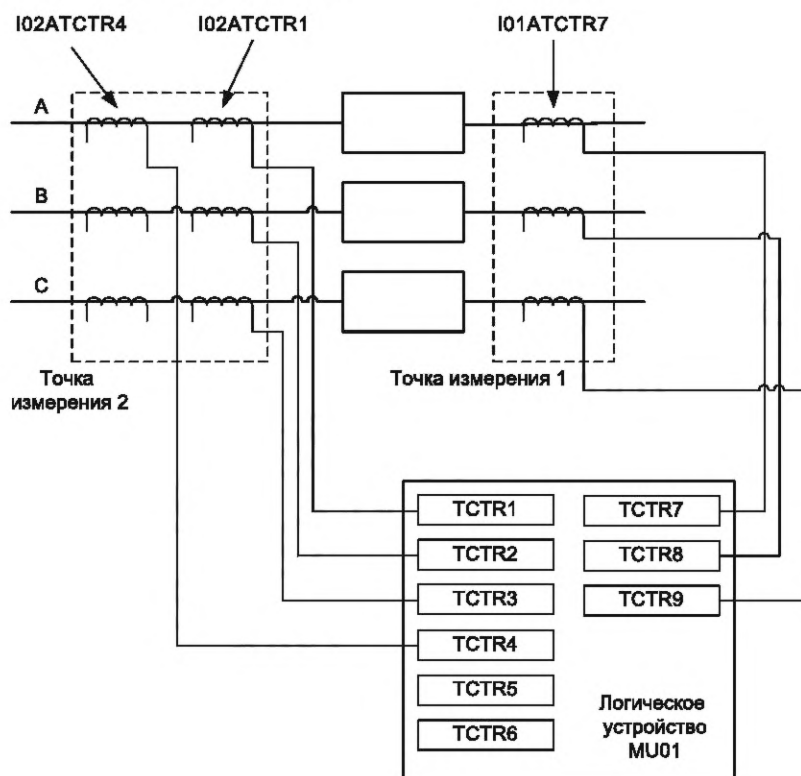 I02ATCTR4
I02ATCTR1
I01ATCTR7
A
B
C
Точка
измерения 2
Точка измерения 1
TCTR1
TCTR7
TCTR2
TCTR8
TCTR3
TCTR9
TCTR4
TCTR5
TCTR6
Логическое
устройство
MU01